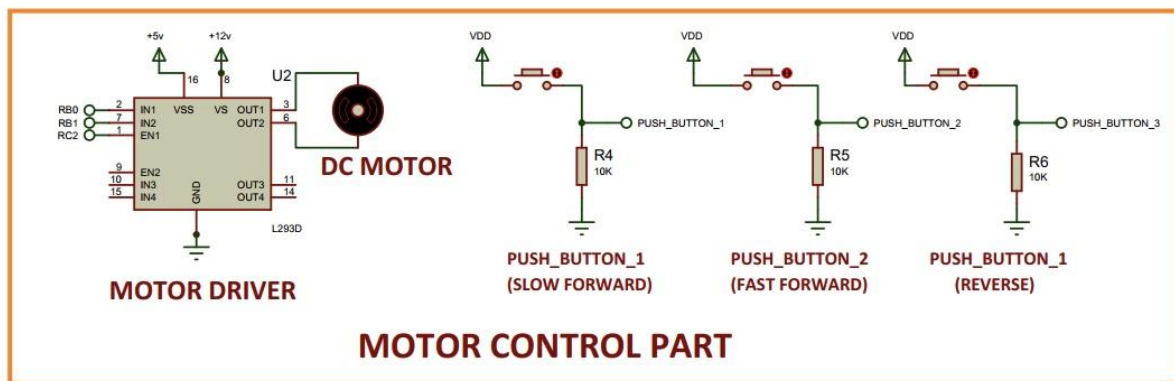 +5v
+12v
16
8
U2
RB0
RB1
RC2
2
7
1
IN1
IN2
EN1
VSS
VS
OUT1
OUT2
3
6
DC MOTOR
9
10
15
EN2
IN3
IN4
GND
OUT3
OUT4
11
14
L293D
MOTOR DRIVER
VDD
PUSH_BUTTON_1
R4
10K
PUSH_BUTTON_1
(SLOW FORWARD)
VDD
PUSH_BUTTON_2
R5
10K
PUSH_BUTTON_2
(FAST FORWARD)
VDD
PUSH_BUTTON_3
R6
10K
PUSH_BUTTON_1
(REVERSE)
MOTOR CONTROL PART